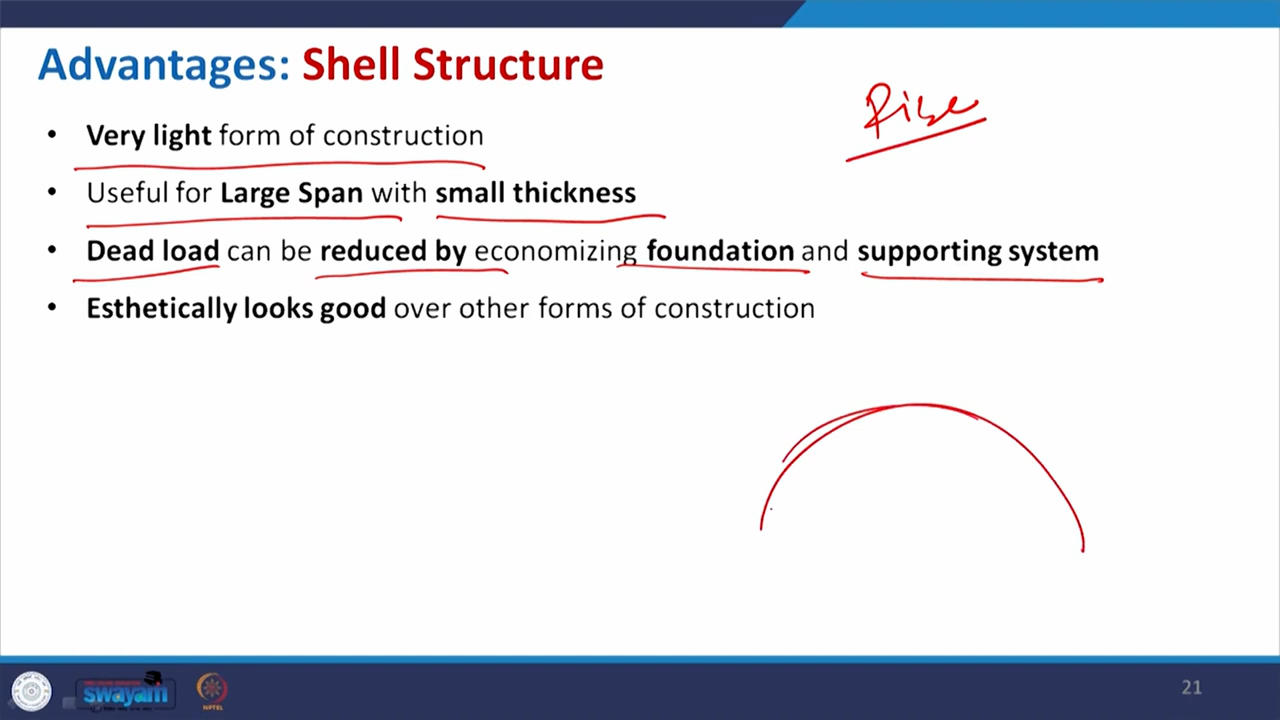 Advantages: Shell Structure
Rise
• Very light form of construction
• Useful for Large Span with small thickness
• Dead load can be reduced by economizing foundation and supporting system
• Esthetically looks good over other forms of construction
swayam
NPTEL
21